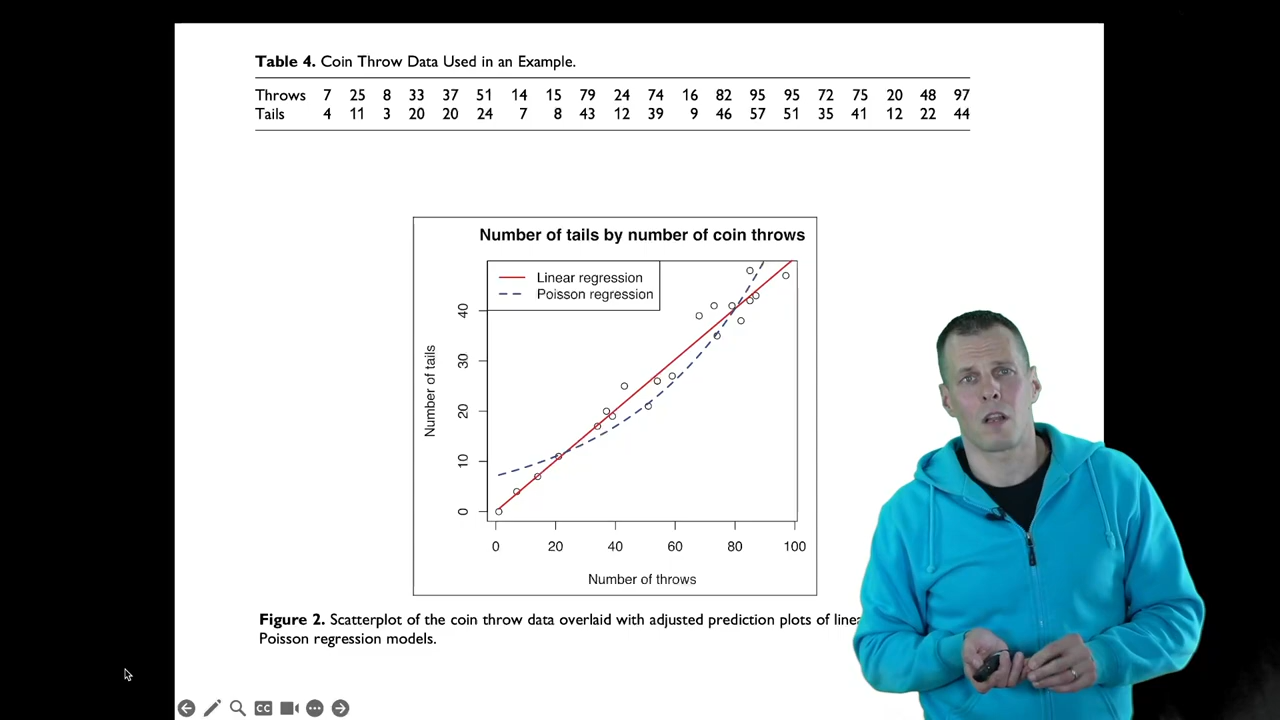 Table 4. Coin Throw Data Used in an Example.
Throws 7 25 8 33 37 51 14 15 79 24 74 16 82 95 95 72 75 20 48 97
Tails 4 11 3 20 20 24 7 8 43 12 39 9 46 57 51 35 41 12 22 44
Number of tails by number of coin throws
Linear regression
Poisson regression
Number of tails
40
30
20
10
0
0 20 40 60 80 100
Number of throws
Figure 2. Scatterplot of the coin throw data overlaid with adjusted prediction plots of
Poisson regression models.
CC